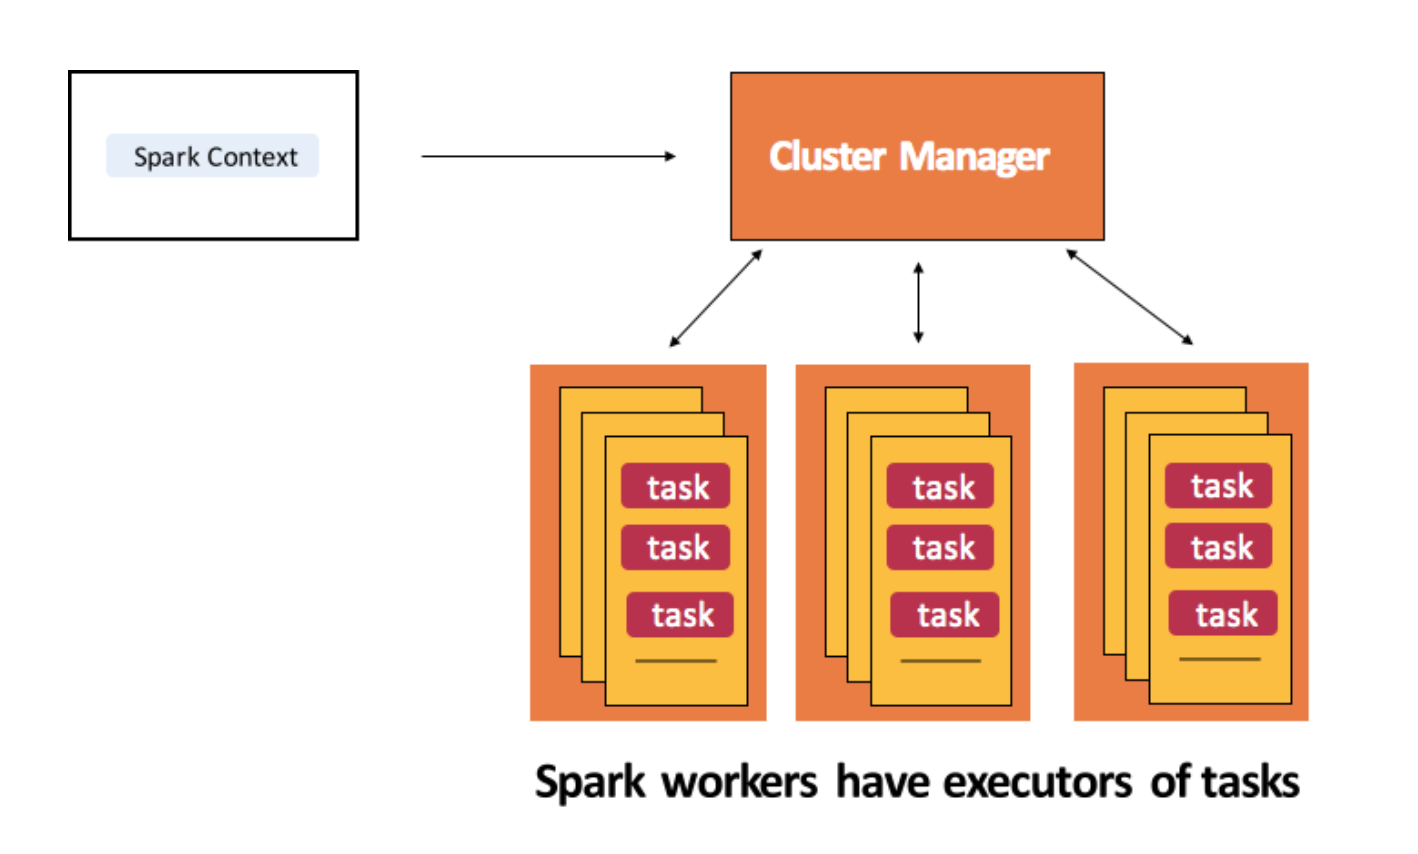 Spark Context
Cluster Manager
task
task
task
task
task
task
task
task
task
Spark workers have executors of tasks